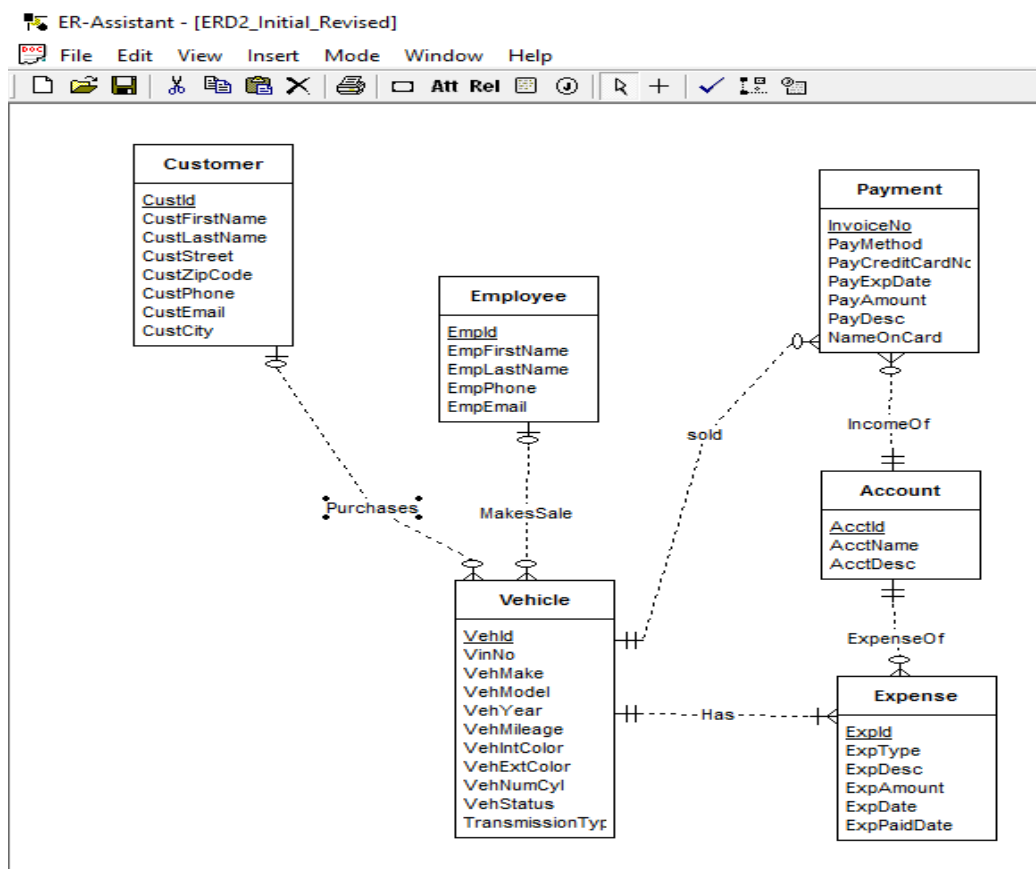 ER-Assistant - [ERD2_Initial_Revised]
DOC File Edit View Insert Mode Window Help
Att Rel J
Customer
CustId
CustFirstName
CustLastName
CustStreet
CustZipCode
CustPhone
CustEmail
CustCity
Employee
EmpId
EmpFirstName
EmpLastName
EmpPhone
EmpEmail
Payment
InvoiceNo
PayMethod
PayCreditCardNo
PayExpDate
PayAmount
PayDesc
NameOnCard
sold
IncomeOf
Purchases
MakesSale
Account
AcctId
AcctName
AcctDesc
Vehicle
VehId
VinNo
VehMake
VehModel
VehYear
VehMileage
VehIntColor
VehExtColor
VehNumCyl
VehStatus
TransmissionTyp
ExpenseOf
Has
Expense
ExpId
ExpType
ExpDesc
ExpAmount
ExpDate
ExpPaidDate